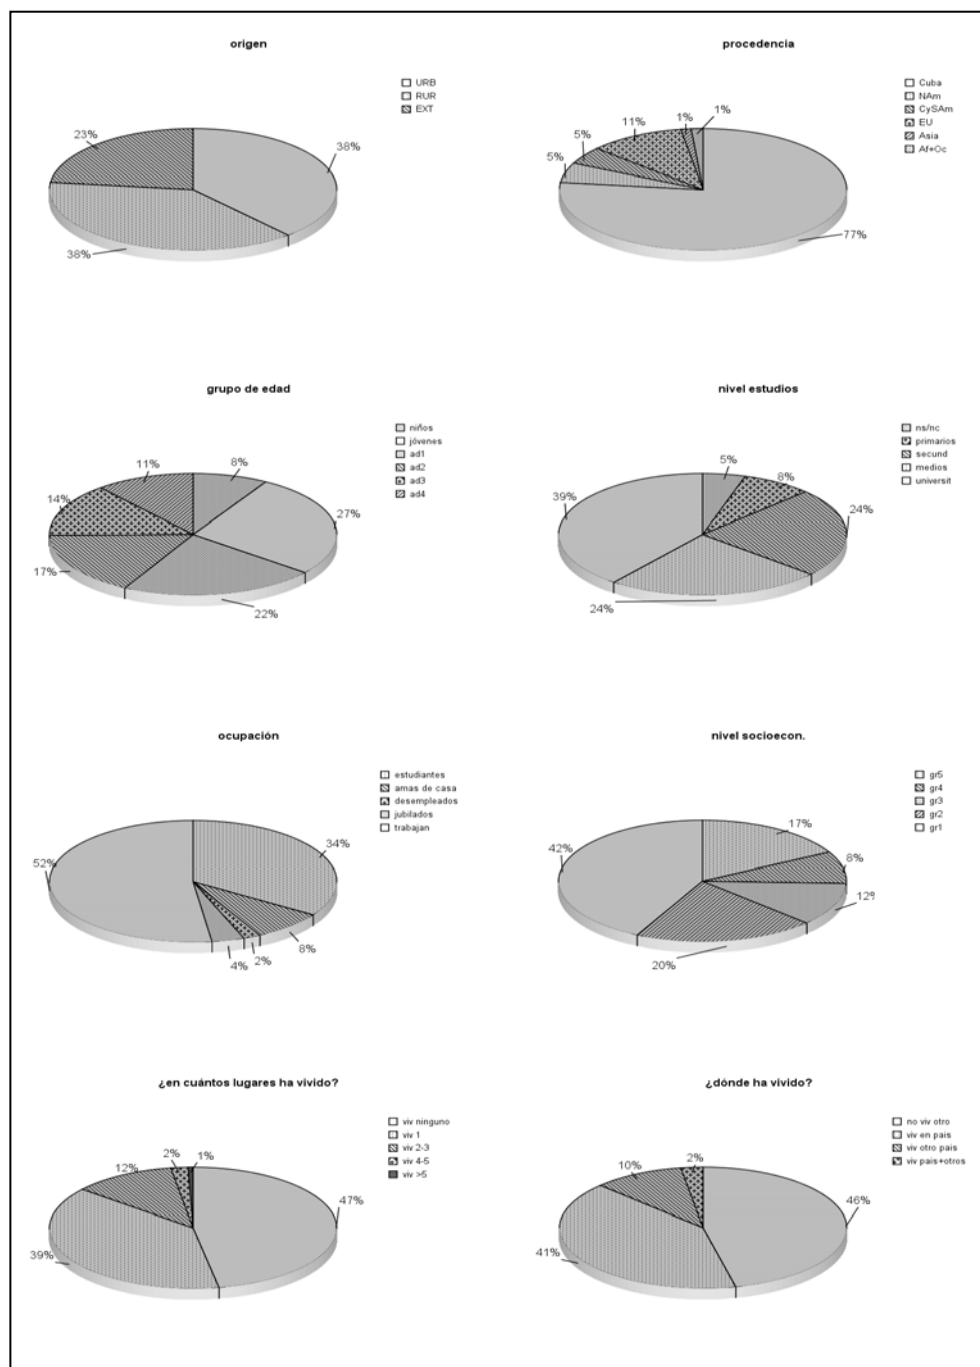 origen
URB
RUR
EXT
23%
38%
38%
procedencia
Cuba
NAm
CySAm
EU
Asia
Af+Oc
1%
1%
11%
5%
5%
77%
grupo de edad
niños
jóvenes
ad1
ad2
ad3
ad4
11%
8%
14%
27%
17%
22%
nivel estudios
ns/nc
primarios
secund
medios
universit
5%
8%
39%
24%
24%
ocupación
estudiantes
amas de casa
desempleados
jubilados
trabajan
34%
52%
8%
2%
4%
nivel socioecon.
gr5
gr4
gr3
gr2
gr1
17%
42%
8%
12%
20%
¿en cuántos lugares ha vivido?
viv ninguno
viv 1
viv 2-3
viv 4-5
viv >5
2%
1%
12%
47%
39%
¿dónde ha vivido?
no viv otro
viv en pais
viv otro pais
viv pais+otros
2%
10%
46%
41%